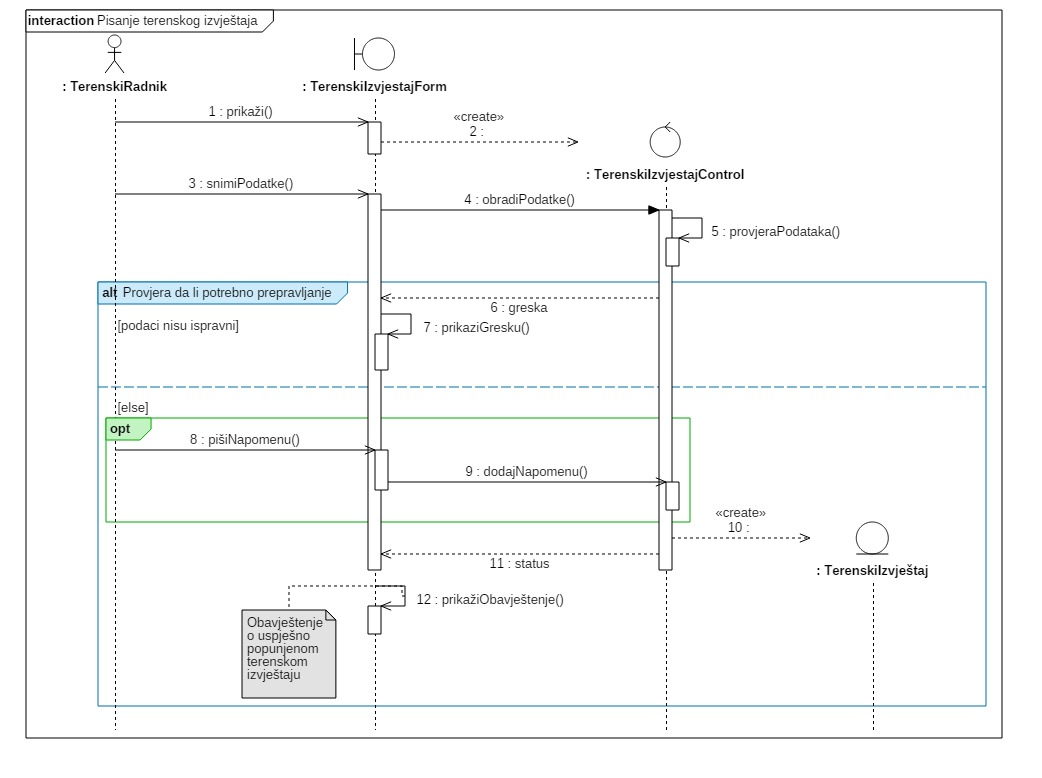 interaction Pisanje terenskog izvještaja
: TerenskiRadnik
: TerenskiIzvjestajForm
1 : prikaži()
«create»
2 :
: TerenskiIzvjestajControl
3 : snimiPodatke()
4 : obradiPodatke()
5 : provjeraPodataka()
alt Provjera da li potrebno prepravljanje
6 : greska
[podaci nisu ispravni]
7 : prikaziGresku()
[else]
opt
8 : pišiNapomenu()
9 : dodajNapomenu()
«create»
10 :
11 : status
: TerenskiIzvještaj
12 : prikažiObavještenje()
Obavještenje
o uspješno
popunjenom
terenskom
izvještaju